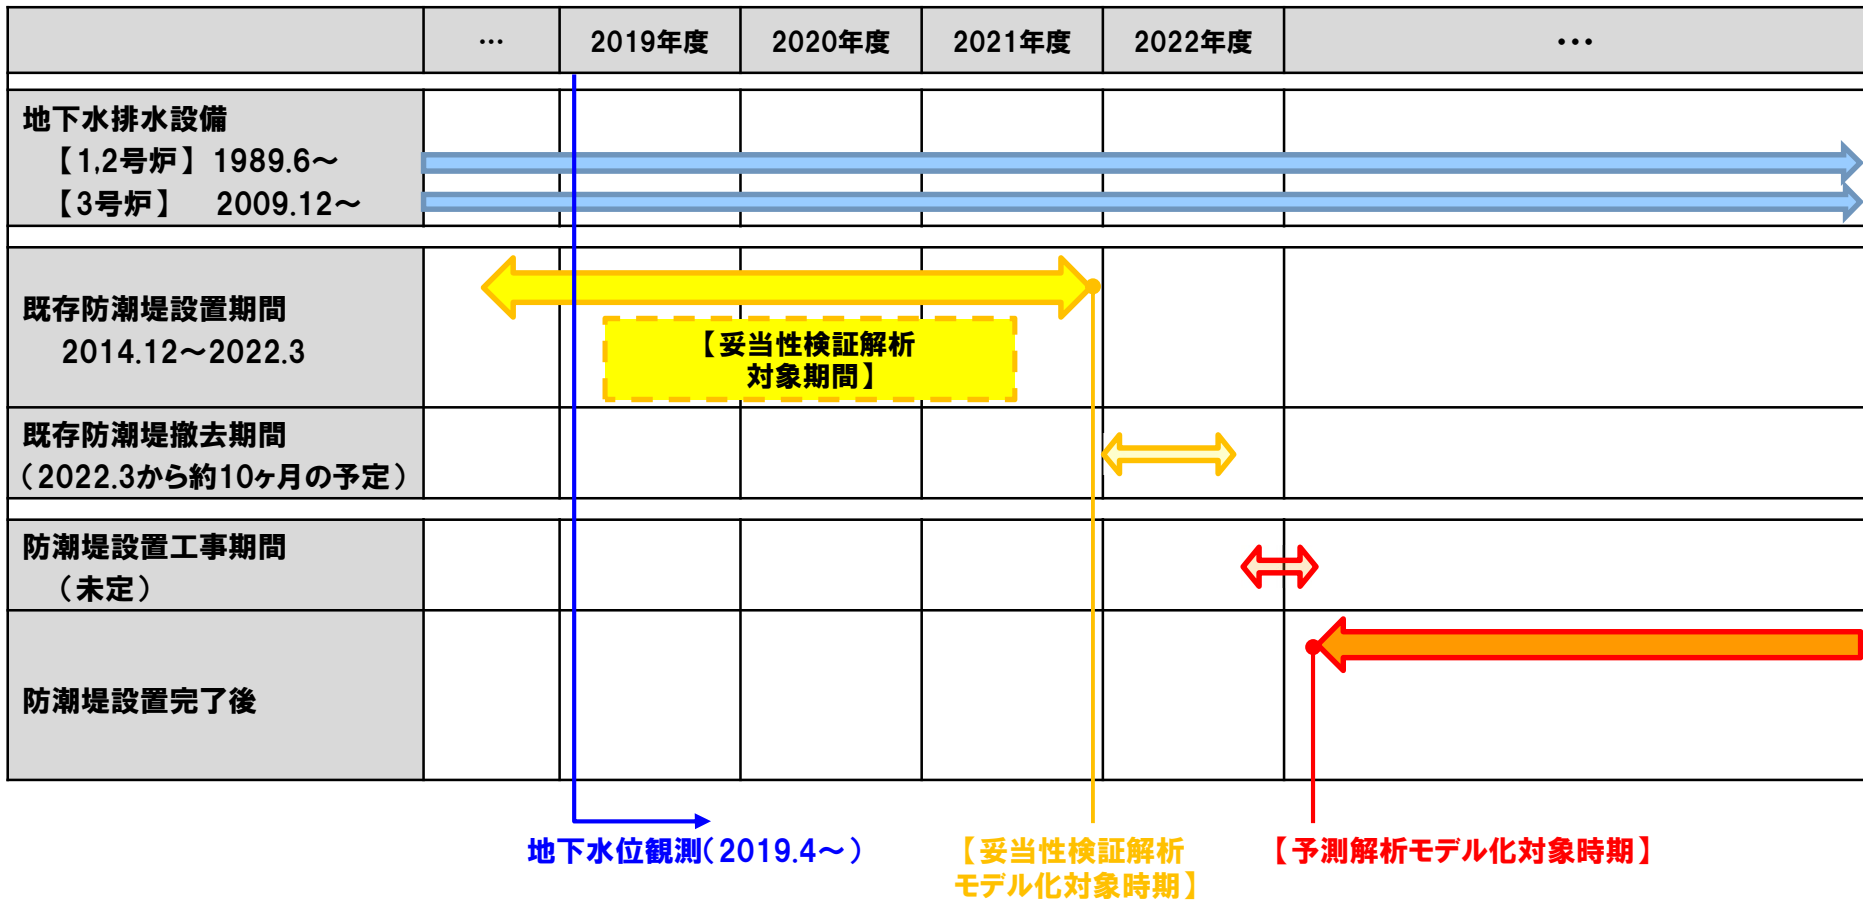 …
2019年度
2020年度
2021年度
2022年度
…
地下水排水設備
【1,2号炉】1989.6～
【3号炉】 2009.12～
既存防潮堤設置期間
2014.12～2022.3
【妥当性検証解析
対象期間】
既存防潮堤撤去期間
（2022.3から約10ヶ月の予定）
防潮堤設置工事期間
（未定）
防潮堤設置完了後
地下水位観測（2019.4～）
【妥当性検証解析
モデル化対象時期】
【予測解析モデル化対象時期】